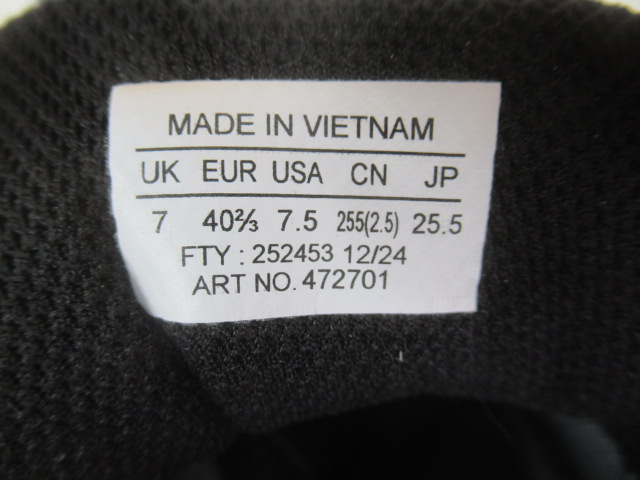 MADE IN VIETNAM
UK EUR USA CN JP
7 40⅔ 7.5 255(2.5) 25.5
FTY : 252453 12/24
ART NO. 472701